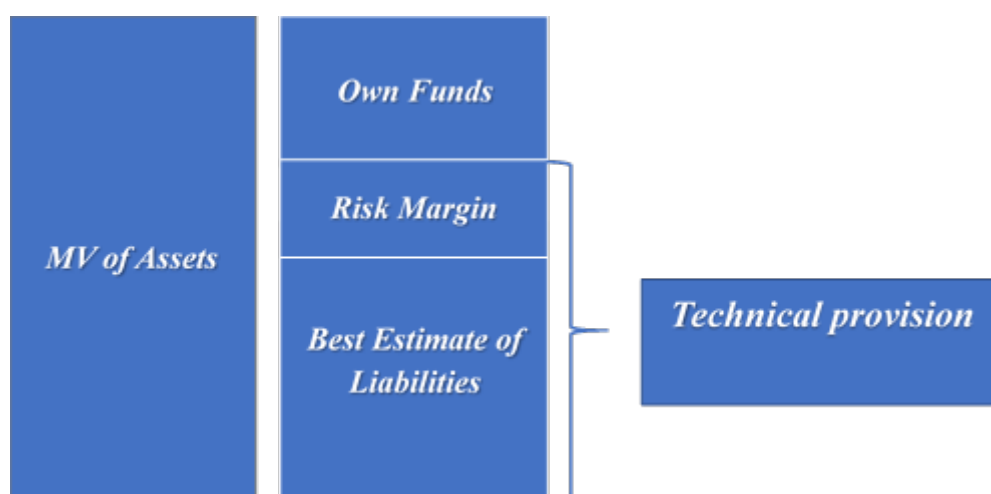 Own Funds
Risk Margin
MV of Assets
Best Estimate of
Liabilities
Technical provision